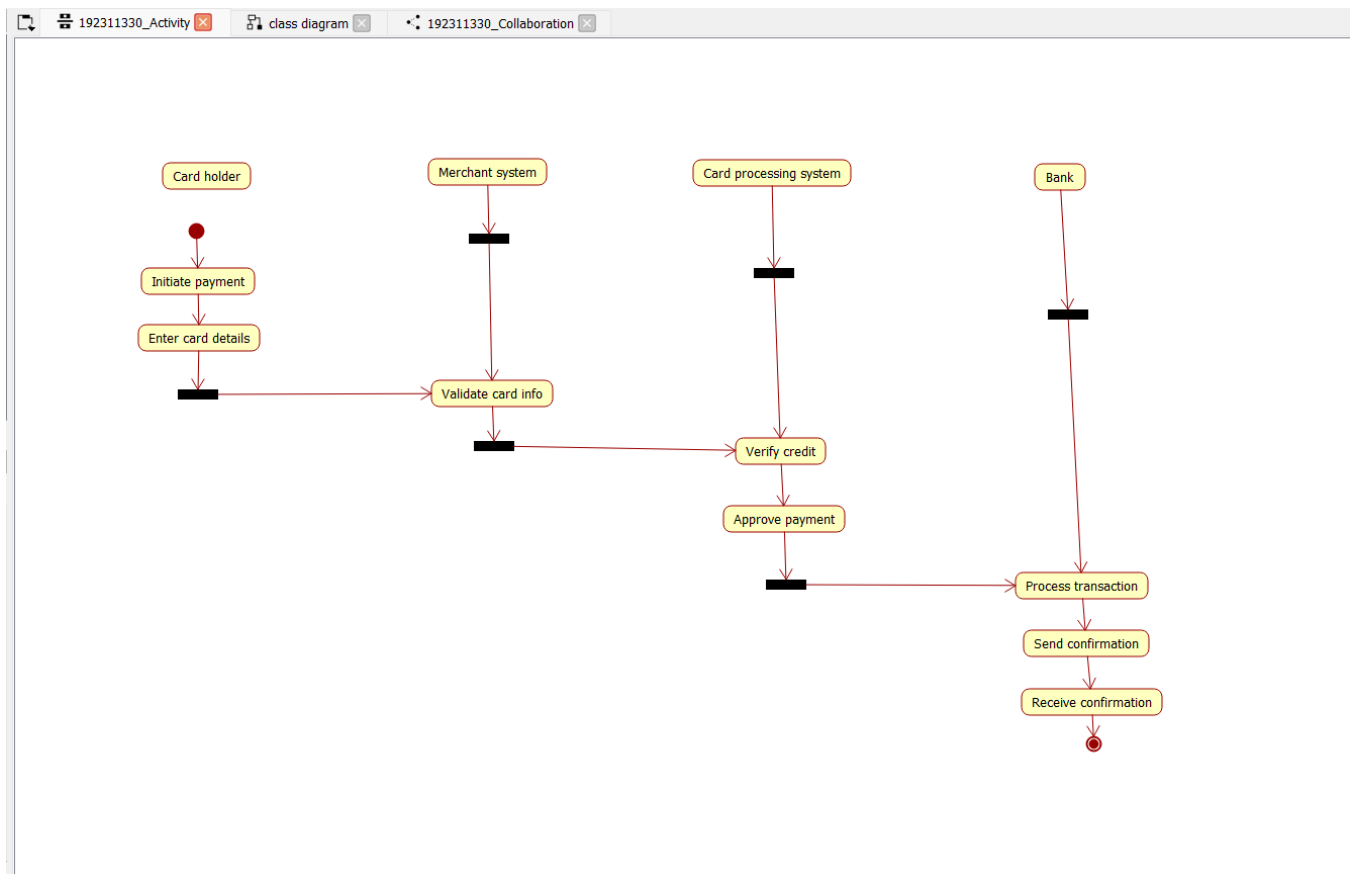 192311330_Activity
class diagram
192311330_Collaboration
Card holder
Merchant system
Card processing system
Bank
Initiate payment
Enter card details
Validate card info
Verify credit
Approve payment
Process transaction
Send confirmation
Receive confirmation